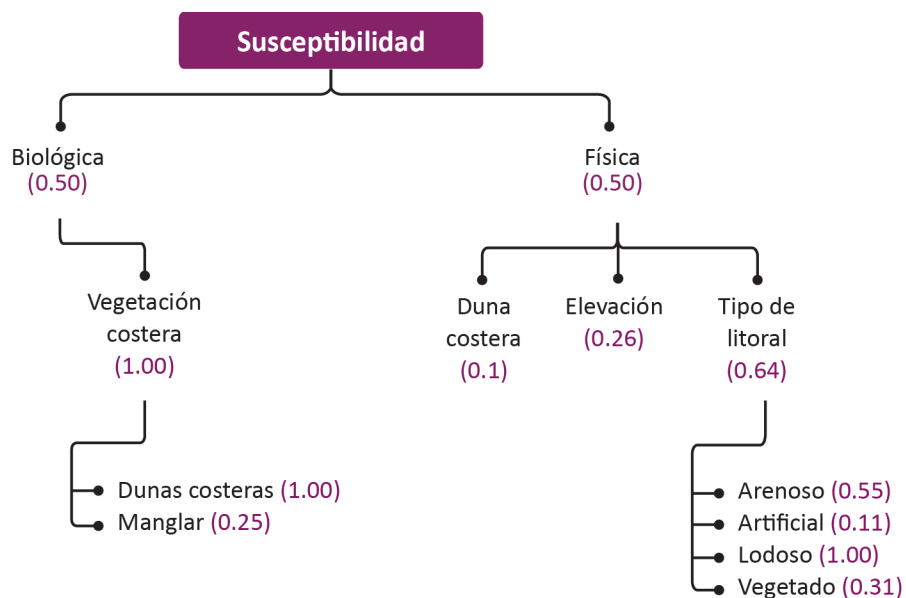 Susceptibilidad
Biológica
(0.50)
Física
(0.50)
Vegetación
costera
(1.00)
Duna
costera
(0.1)
Elevación
(0.26)
Tipo de
litoral
(0.64)
Dunas costeras (1.00)
Manglar (0.25)
Arenoso (0.55)
Artificial (0.11)
Lodoso (1.00)
Vegetado (0.31)